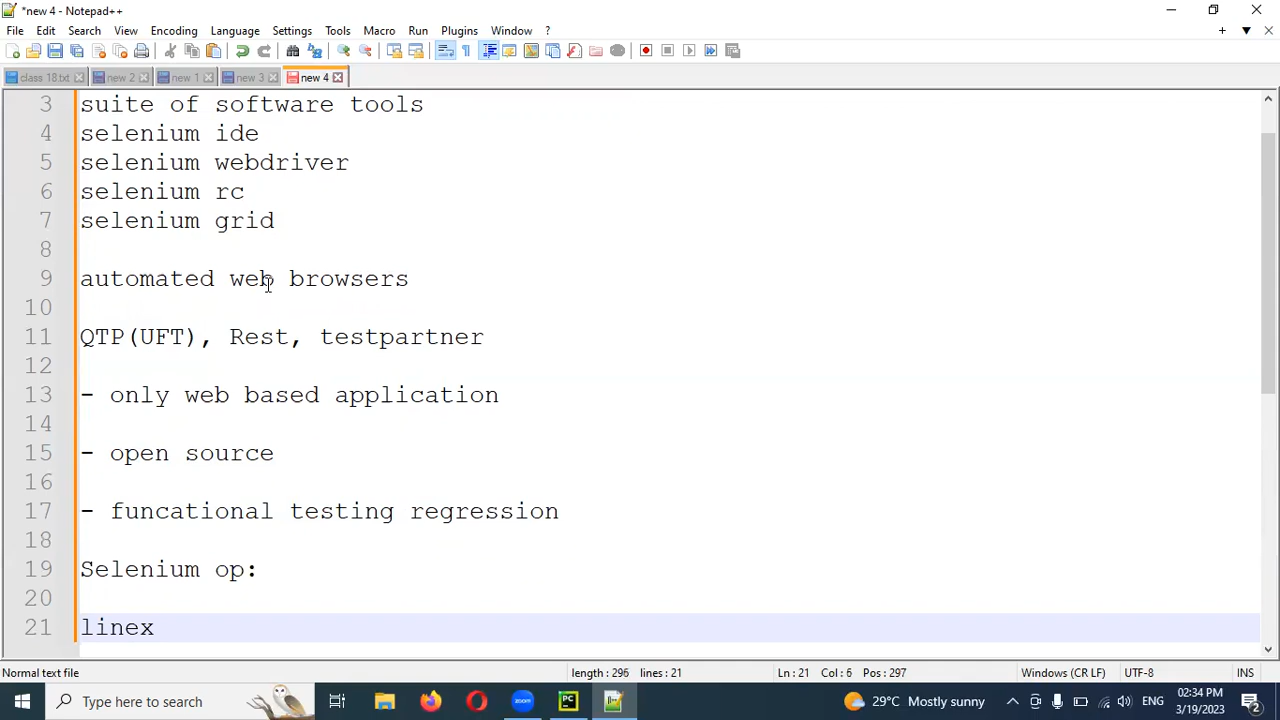 *new 4 - Notepad++
File Edit Search View Encoding Language Settings Tools Macro Run Plugins Window ?
class 18.txt new 2 new 1 new 3 new 4
3 suite of software tools
4 selenium ide
5 selenium webdriver
6 selenium rc
7 selenium grid
8
9 automated web browsers
10
11 QTP(UFT), Rest, testpartner
12
13 - only web based application
14
15 - open source
16
17 - funcational testing regression
18
19 Selenium op:
20
21 linex
Normal text file length : 296 lines : 21 Ln : 21 Col : 6 Pos : 297 Windows (CR LF) UTF-8 INS
Type here to search zoom PC 29°C Mostly sunny ENG 02:34 PM 3/19/2023 2